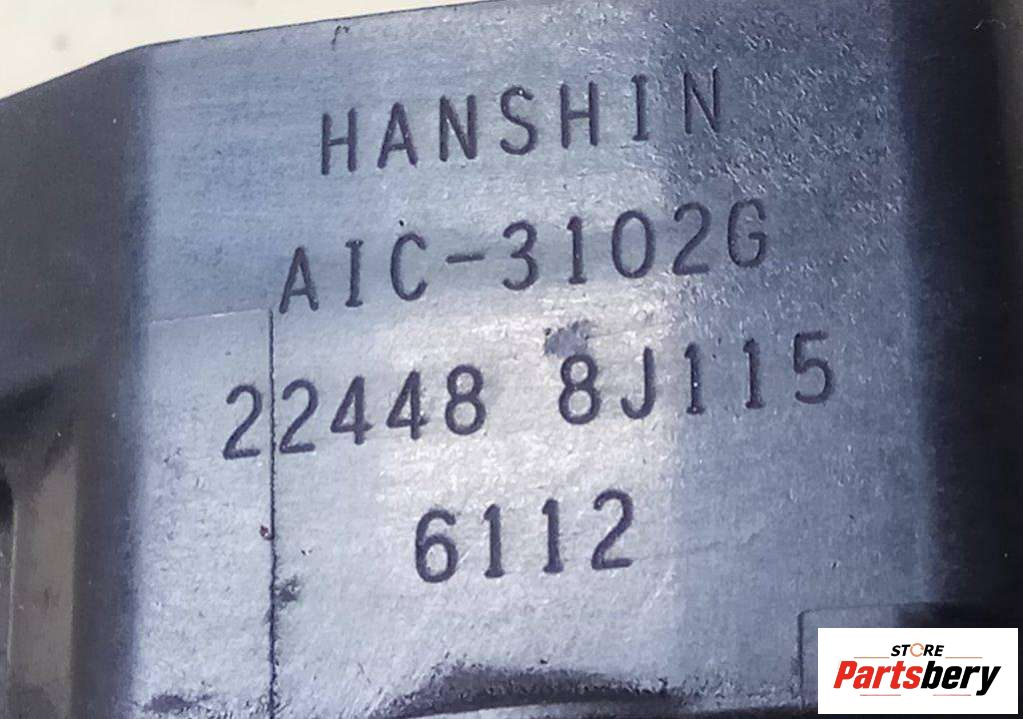 HANSHIN
AIC-3102G
22448 8J115
6112
STORE
Partsbery